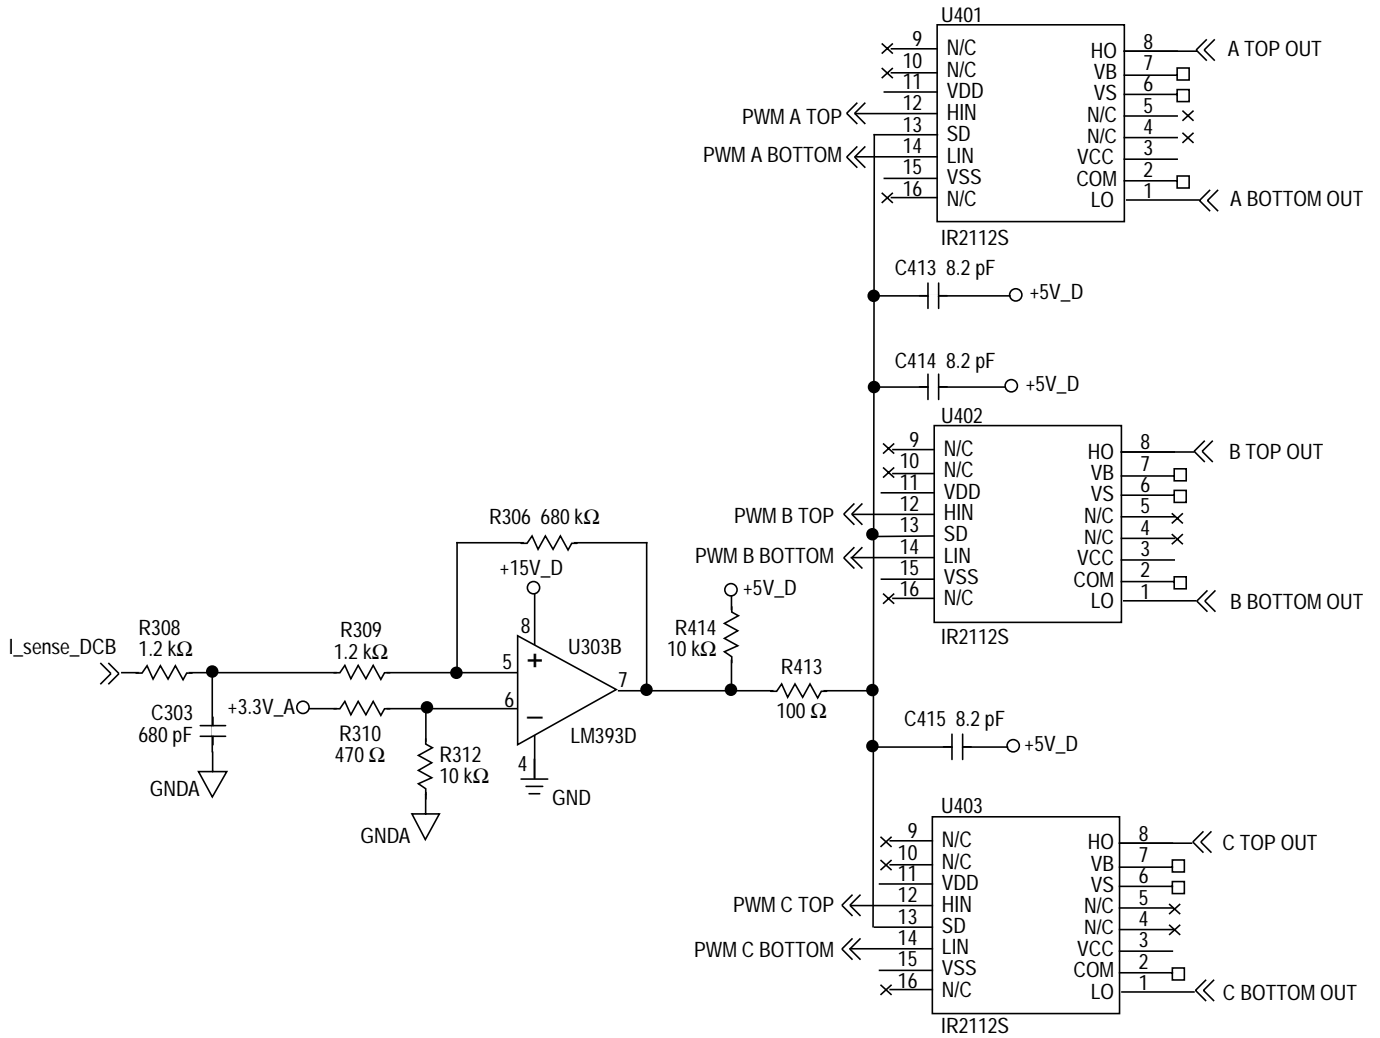 U401
9 N/C
10 N/C
11 VDD
PWM A TOP 12 HIN
13 SD
PWM A BOTTOM 14 LIN
15 VSS
16 N/C
HO 8 A TOP OUT
VB 7
VS 6
N/C 5
N/C 4
VCC 3
COM 2
LO 1 A BOTTOM OUT
IR2112S
C413 8.2 pF
+5V_D
C414 8.2 pF
+5V_D
U402
9 N/C
10 N/C
11 VDD
PWM B TOP 12 HIN
13 SD
PWM B BOTTOM 14 LIN
15 VSS
16 N/C
HO 8 B TOP OUT
VB 7
VS 6
N/C 5
N/C 4
VCC 3
COM 2
LO 1 B BOTTOM OUT
IR2112S
R306 680 kΩ
+15V_D
8
U303B
I_sense_DCB
R308
1.2 kΩ
R309
1.2 kΩ
5
+
7
6
–
LM393D
4
GND
C303
680 pF
GNDA
+3.3V_A
R310
470 Ω
R312
10 kΩ
GNDA
+5V_D
R414
10 kΩ
R413
100 Ω
C415 8.2 pF
+5V_D
U403
9 N/C
10 N/C
11 VDD
PWM C TOP 12 HIN
13 SD
PWM C BOTTOM 14 LIN
15 VSS
16 N/C
HO 8 C TOP OUT
VB 7
VS 6
N/C 5
N/C 4
VCC 3
COM 2
LO 1 C BOTTOM OUT
IR2112S